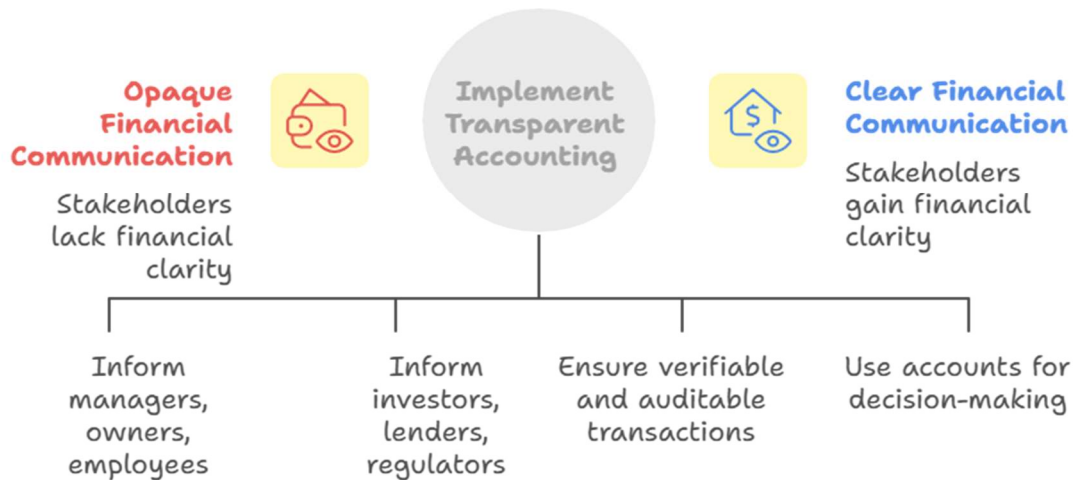 Opaque
Financial
Communication
Stakeholders
lack financial
clarity
Implement
Transparent
Accounting
$
Clear Financial
Communication
Stakeholders
gain financial
clarity
Inform
managers,
owners,
employees
Inform
investors,
lenders,
regulators
Ensure verifiable
and auditable
transactions
Use accounts for
decision-making